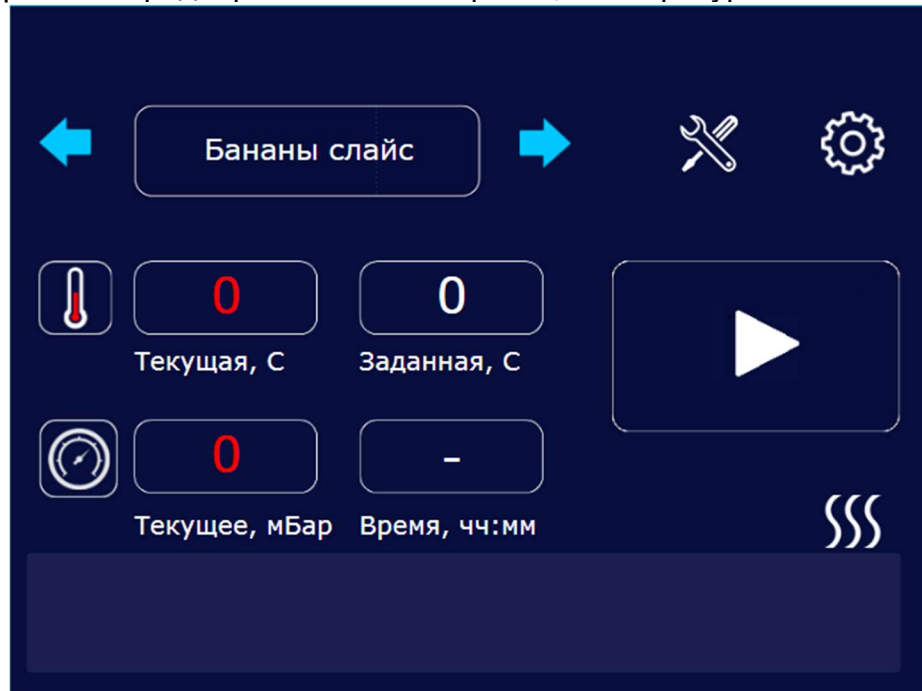 Бананы слайс
0 0
Текущая, С Заданная, С
0 -
Текущее, мБар Время, чч:мм